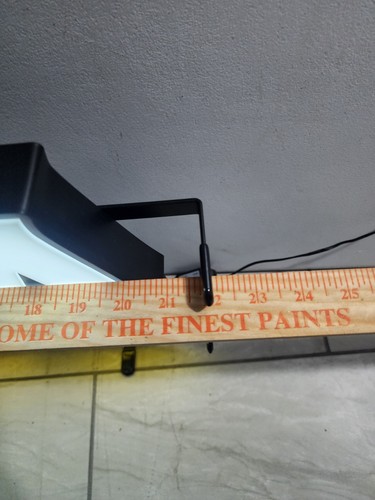 18 19 20 21 2 23 24 25
OME OF THE FINEST PAINTS